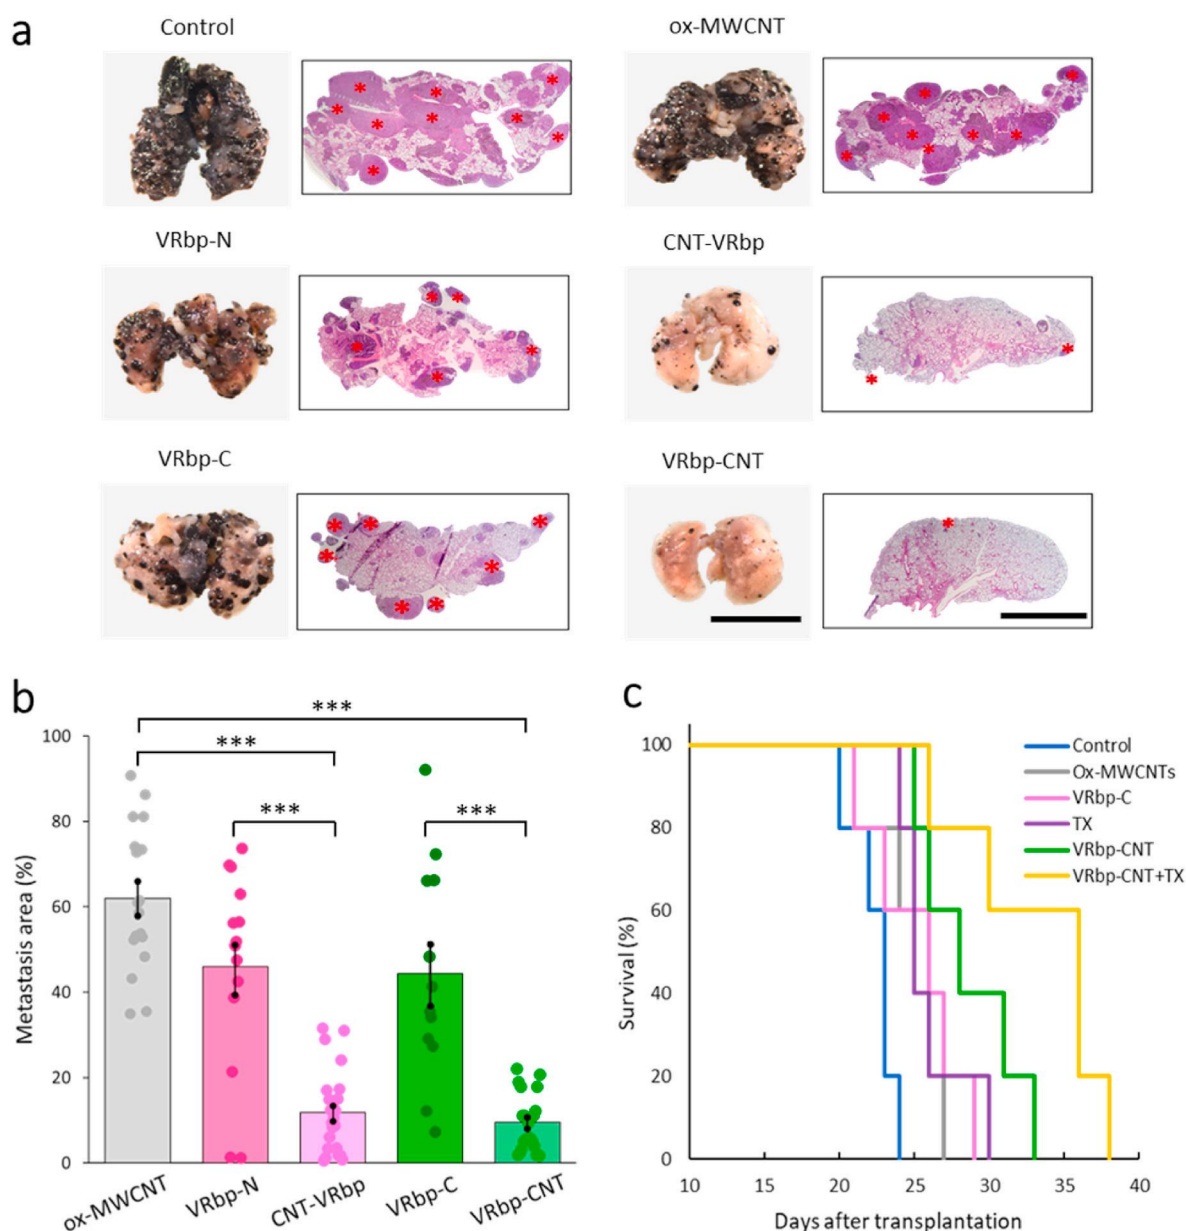 a
Control
ox-MWCNT
VRbp-N
CNT-VRbp
VRbp-C
VRbp-CNT
b
***
***
***
***
Metastasis area (%)
100
80
60
40
20
0
ox-MWCNT
VRbp-N
CNT-VRbp
VRbp-C
VRbp-CNT
c
Survival (%)
100
80
60
40
20
0
Control
Ox-MWCNTs
VRbp-C
TX
VRbp-CNT
VRbp-CNT+TX
10 15 20 25 30 35 40
Days after transplantation